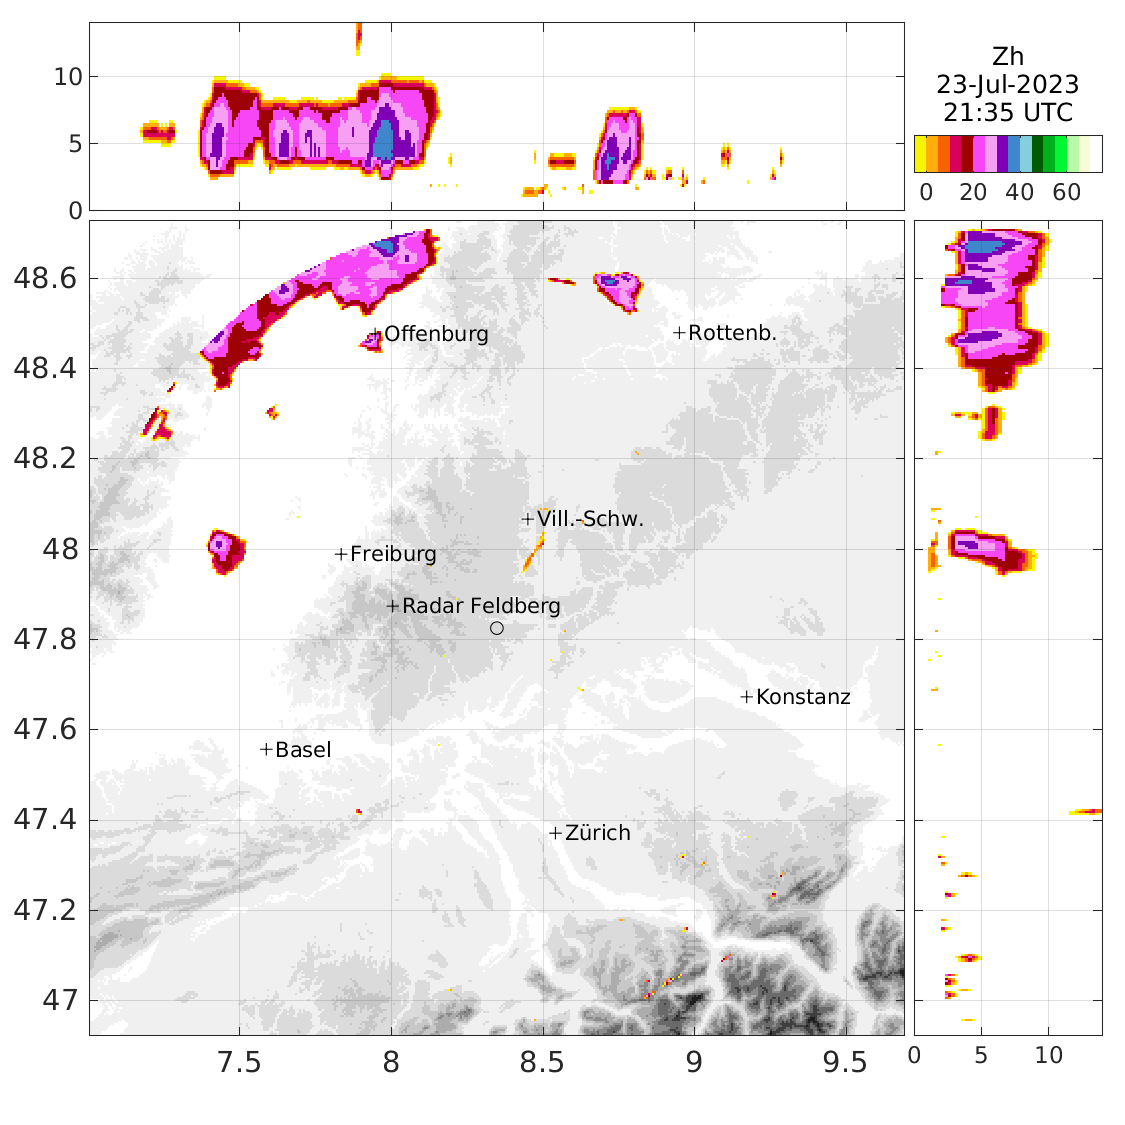 10
5
0
Zh
23-Jul-2023
21:35 UTC
0 20 40 60
48.6
48.4
48.2
48
47.8
47.6
47.4
47.2
47
Offenburg
Rottenb.
Vill.-Schw.
Freiburg
Radar Feldberg
Konstanz
Basel
Zürich
7.5 8 8.5 9 9.5
0 5 10